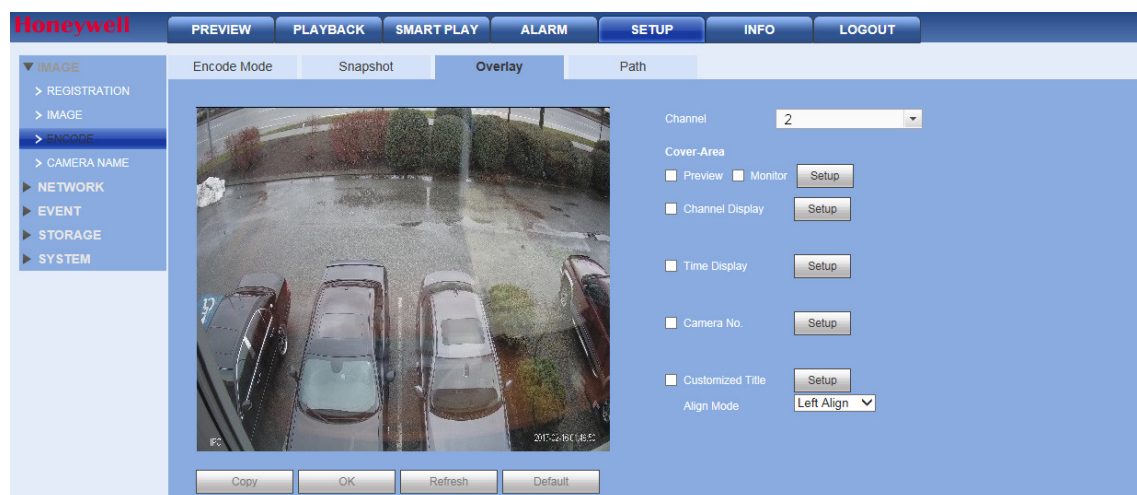 Honeywell
PREVIEW PLAYBACK SMART PLAY ALARM SETUP INFO LOGOUT
IMAGE
> REGISTRATION
> IMAGE
> ENCODE
> CAMERA NAME
NETWORK
EVENT
STORAGE
SYSTEM
Encode Mode Snapshot Overlay Path
IPC
Channel 2
Cover-Area
Preview Monitor Setup
Channel Display Setup
Time Display Setup
Camera No. Setup
Customized Title Setup
Align Mode Left Align
Copy OK Refresh Default